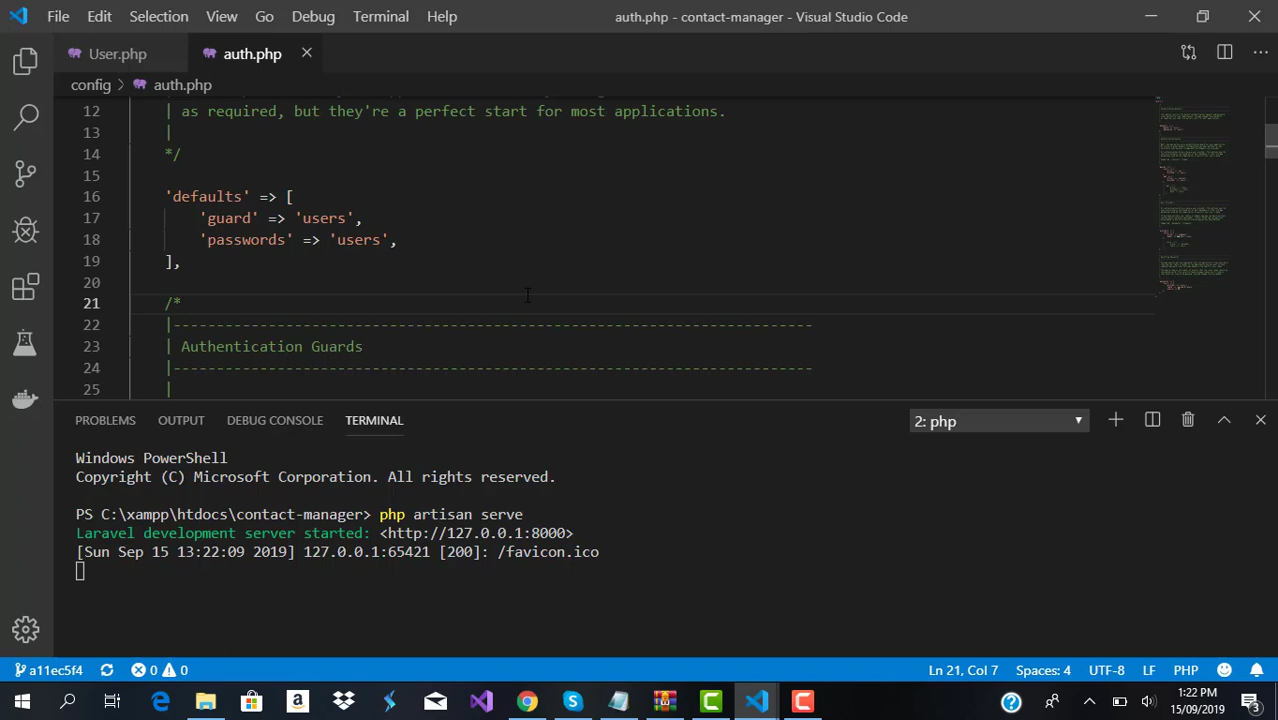 File Edit Selection View Go Debug Terminal Help
auth.php - contact-manager - Visual Studio Code
User.php
auth.php
config > auth.php
12 | as required, but they're a perfect start for most applications.
13 |
14 */
15
16 'defaults' => [
17 'guard' => 'users',
18 'passwords' => 'users',
19 ],
20
21 /*
22 |--------------------------------------------------------------------------
23 | Authentication Guards
24 |--------------------------------------------------------------------------
25 |
PROBLEMS OUTPUT DEBUG CONSOLE TERMINAL
2: php
Windows PowerShell
Copyright (C) Microsoft Corporation. All rights reserved.
PS C:\xampp\htdocs\contact-manager> php artisan serve
Laravel development server started: <http://127.0.0.1:8000>
[Sun Sep 15 13:22:09 2019] 127.0.0.1:65421 [200]: /favicon.ico
a11ec5f4 0 0
Ln 21, Col 7 Spaces: 4 UTF-8 LF PHP
1:22 PM
15/09/2019
3